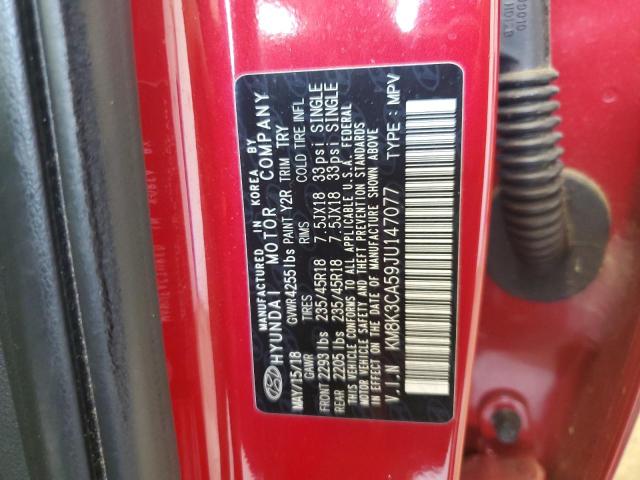 MANUFACTURED IN KOREA BY
HYUNDAI MOTOR COMPANY
MAY/15/18 GVWR 4255lbs PAINT Y2R TRIM TRY
GAWR TIRES RIMS COLD TIRE INFL
FRONT 2293 lbs 235/45R18 7.5JX18 33psi SINGLE
REAR 2205 lbs 235/45R18 7.5JX18 33psi SINGLE
THIS VEHICLE CONFORMS TO ALL APPLICABLE U.S.A. FEDERAL
MOTOR VEHICLE SAFETY AND THEFT PREVENTION STANDARDS
IN EFFECT ON THE DATE OF MANUFACTURE SHOWN ABOVE
V.I.N : KM8K3CA59JU147077 TYPE : MPV